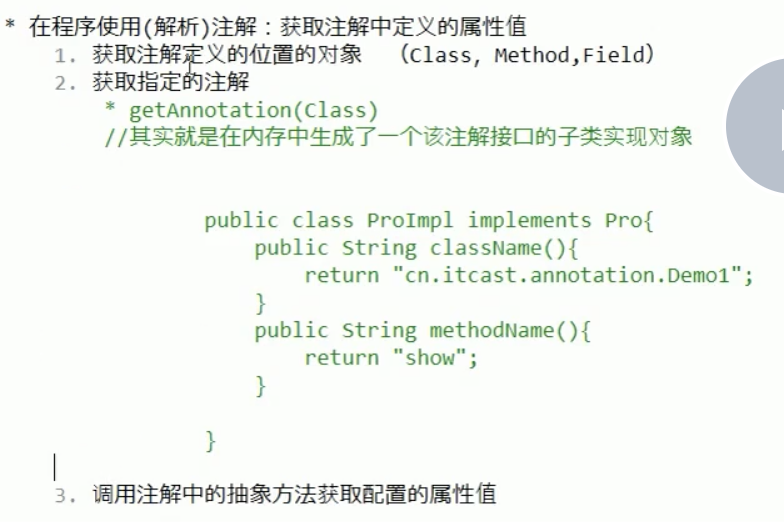 * 在程序使用(解析)注解：获取注解中定义的属性值
1. 获取注解定义的位置的对象 （Class, Method,Field）
2. 获取指定的注解
* getAnnotation(Class)
//其实就是在内存中生成了一个该注解接口的子类实现对象
public class ProImpl implements Pro{
public String className(){
return "cn.itcast.annotation.Demo1";
}
public String methodName(){
return "show";
}
}
3. 调用注解中的抽象方法获取配置的属性值